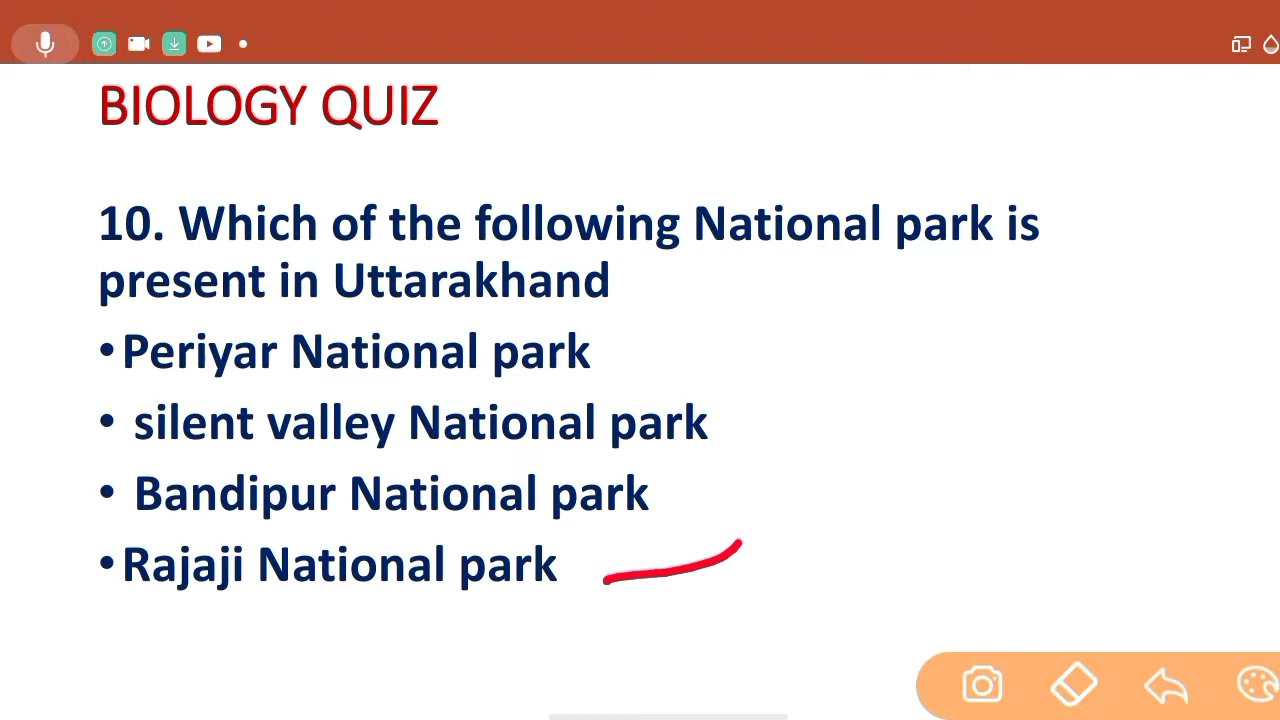 BIOLOGY QUIZ
10. Which of the following National park is
present in Uttarakhand
•Periyar National park
• silent valley National park
• Bandipur National park
•Rajaji National park